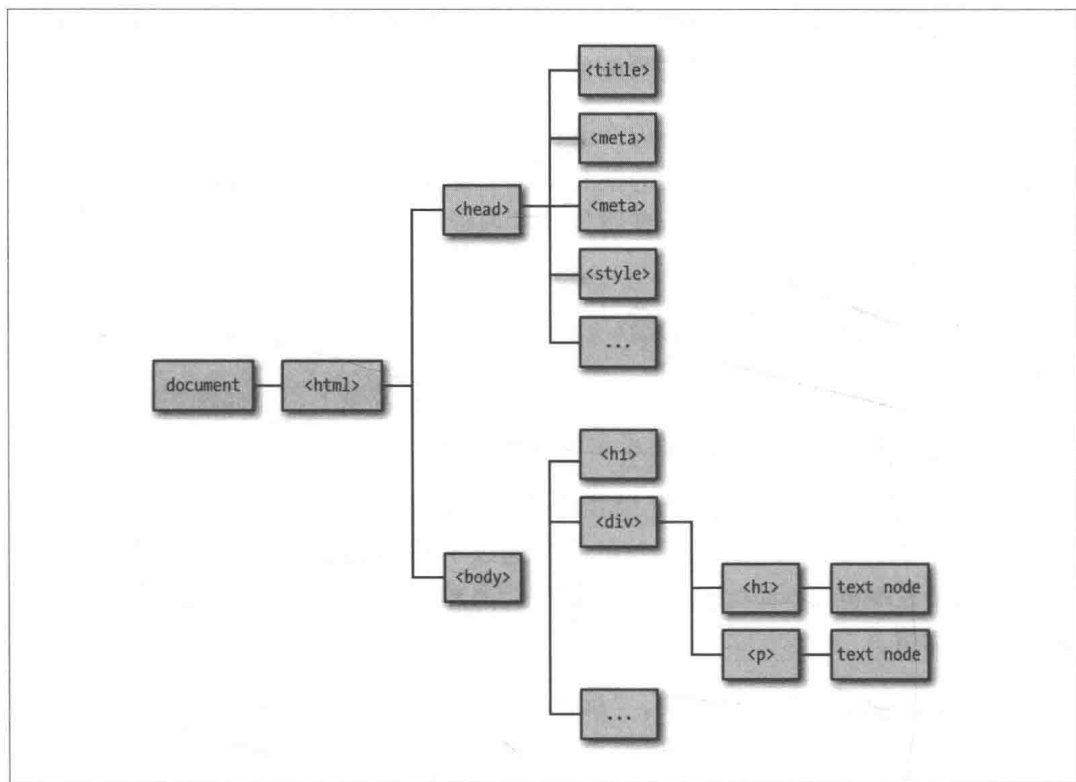 <title>
<meta>
<head>
<meta>
<style>
...
document
<html>
<h1>
<div>
<body>
<h1>
text node
<p>
text node
...